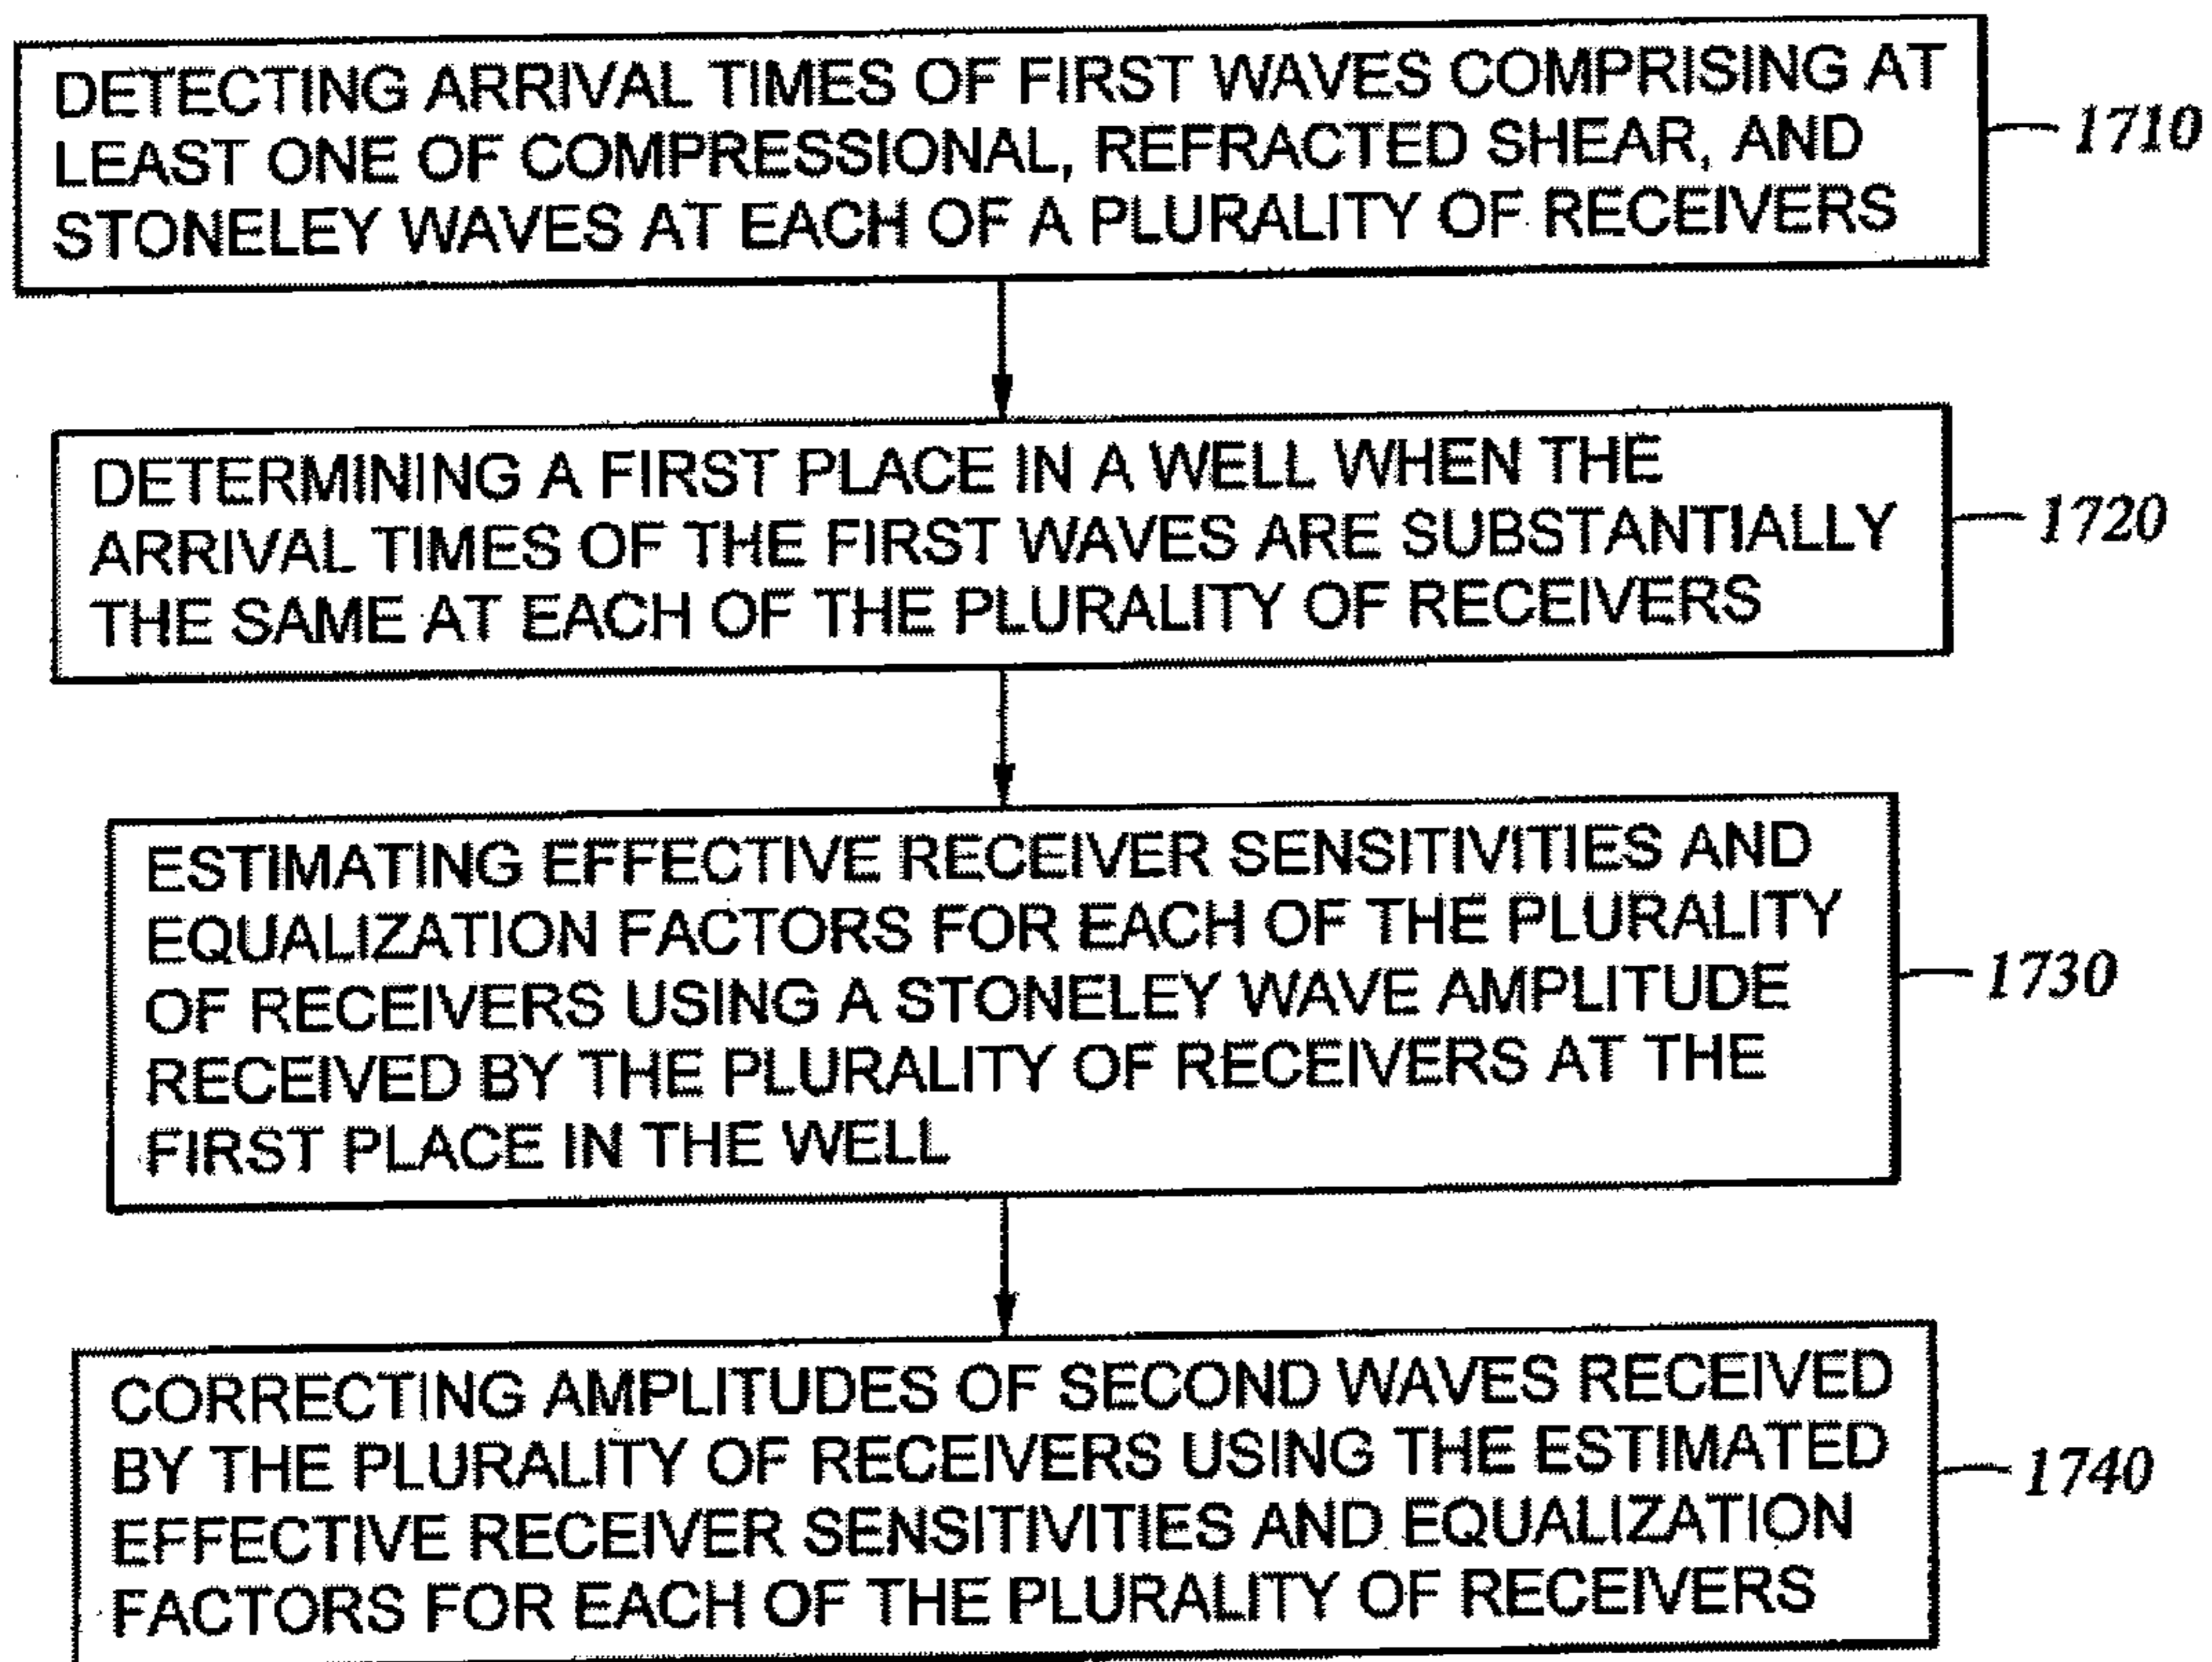 DETECTING ARRIVAL TIMES OF FIRST WAVES COMPRISING AT
LEAST ONE OF COMPRESSIONAL, REFRACTED SHEAR, AND
STONELEY WAVES AT EACH OF A PLURALITY OF RECEIVERS
1710
DETERMINING A FIRST PLACE IN A WELL WHEN THE
ARRIVAL TIMES OF THE FIRST WAVES ARE SUBSTANTIALLY
THE SAME AT EACH OF THE PLURALITY OF RECEIVERS
1720
ESTIMATING EFFECTIVE RECEIVER SENSITIVITIES AND
EQUALIZATION FACTORS FOR EACH OF THE PLURALITY
OF RECEIVERS USING A STONELEY WAVE AMPLITUDE
RECEIVED BY THE PLURALITY OF RECEIVERS AT THE
FIRST PLACE IN THE WELL
1730
CORRECTING AMPLITUDES OF SECOND WAVES RECEIVED
BY THE PLURALITY OF RECEIVERS USING THE ESTIMATED
EFFECTIVE RECEIVER SENSITIVITIES AND EQUALIZATION
FACTORS FOR EACH OF THE PLURALITY OF RECEIVERS
1740